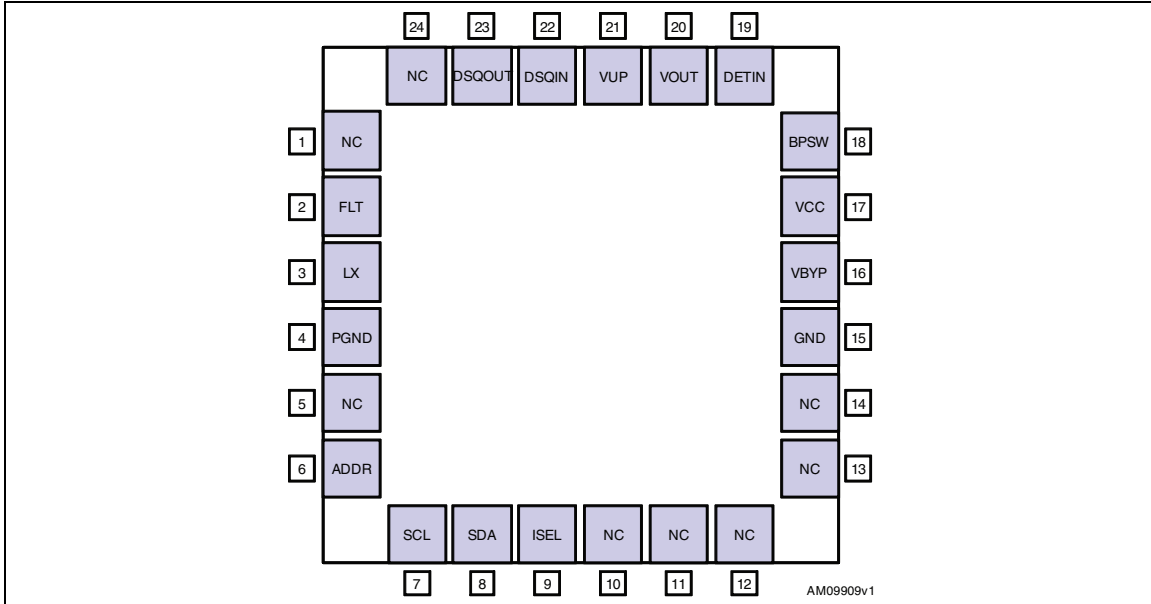 24 23 22 21 20 19
NC DSQOUT DSQIN VUP VOUT DETIN
1 NC BPSW 18
2 FLT VCC 17
3 LX VBYP 16
4 PGND GND 15
5 NC NC 14
6 ADDR NC 13
SCL SDA ISEL NC NC NC
7 8 9 10 11 12
AM09909v1